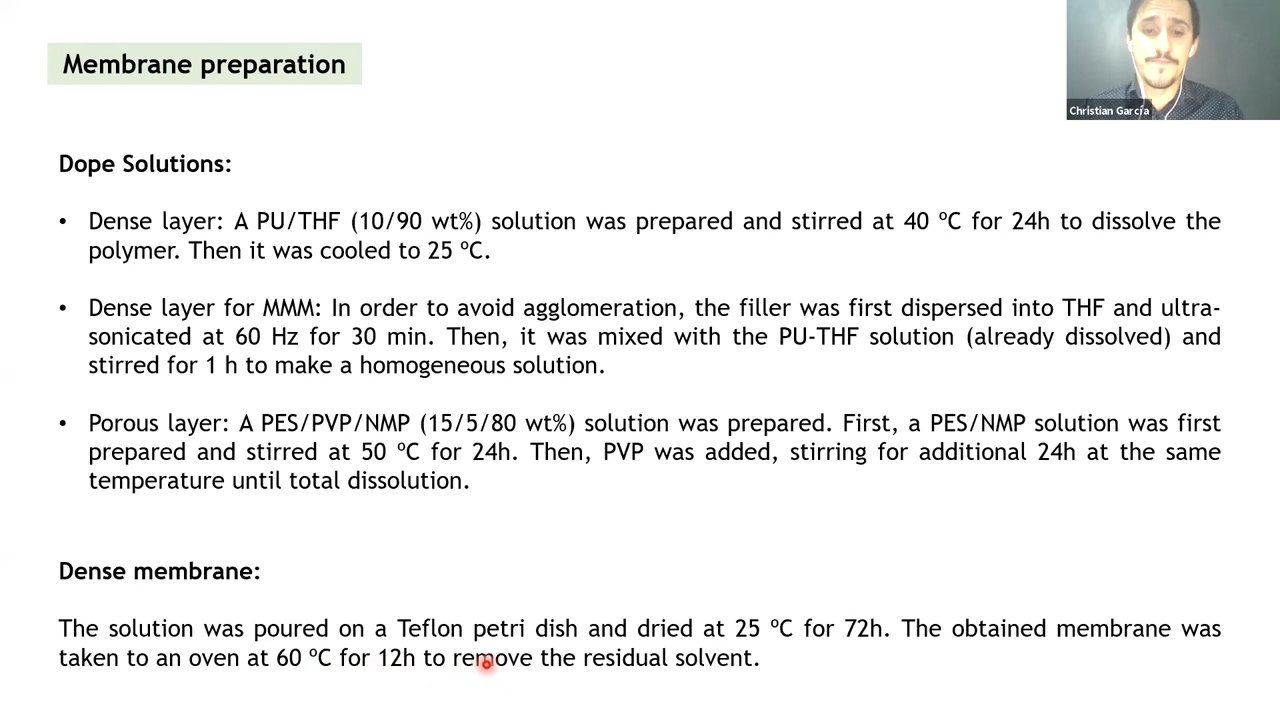 Membrane preparation
Christian García
Dope Solutions:
• Dense layer: A PU/THF (10/90 wt%) solution was prepared and stirred at 40 ºC for 24h to dissolve the
polymer. Then it was cooled to 25 ºC.
• Dense layer for MMM: In order to avoid agglomeration, the filler was first dispersed into THF and ultra-
sonicated at 60 Hz for 30 min. Then, it was mixed with the PU-THF solution (already dissolved) and
stirred for 1 h to make a homogeneous solution.
• Porous layer: A PES/PVP/NMP (15/5/80 wt%) solution was prepared. First, a PES/NMP solution was first
prepared and stirred at 50 ºC for 24h. Then, PVP was added, stirring for additional 24h at the same
temperature until total dissolution.
Dense membrane:
The solution was poured on a Teflon petri dish and dried at 25 ºC for 72h. The obtained membrane was
taken to an oven at 60 ºC for 12h to remove the residual solvent.